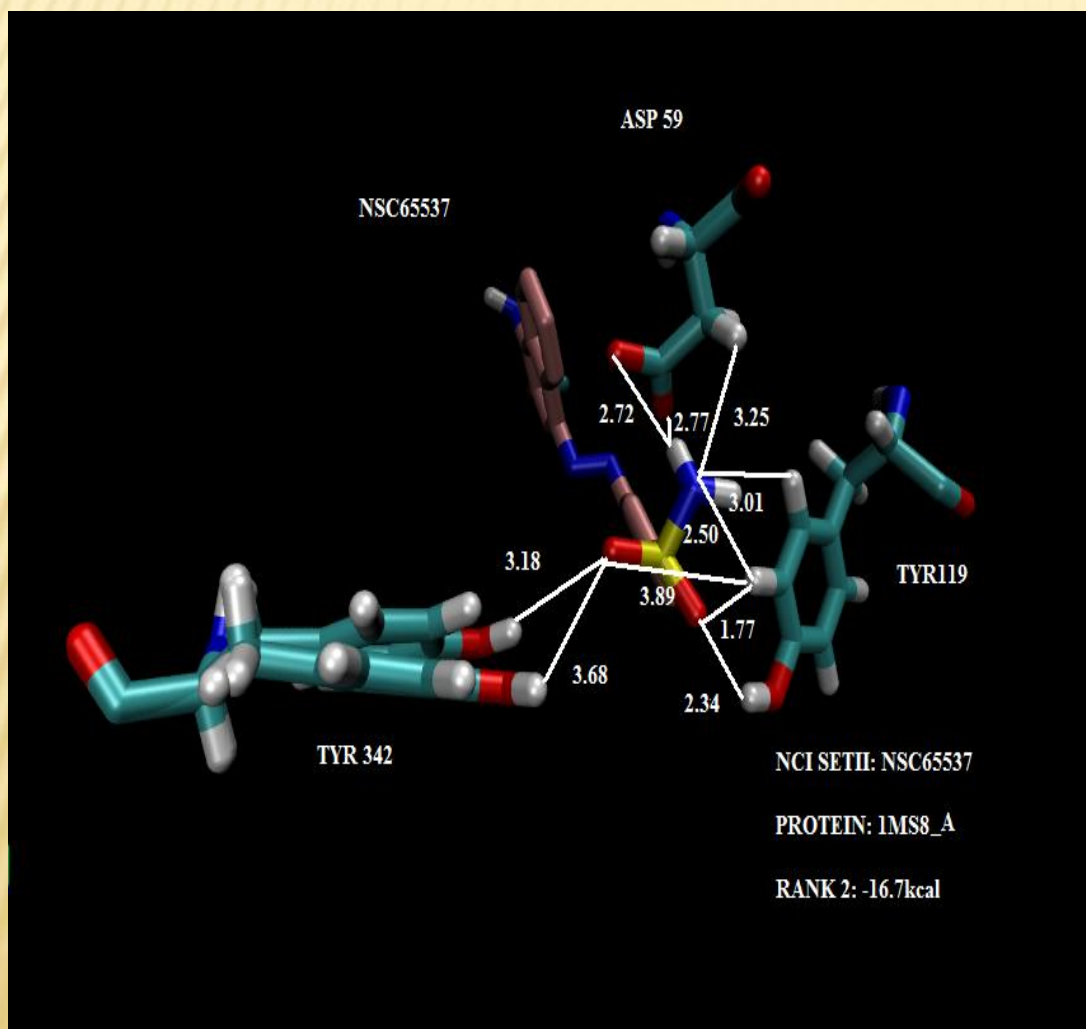 ASP 59
NSC65537
2.72
2.77
3.25
3.01
2.50
3.18
TYR119
3.89
1.77
3.68
2.34
TYR 342
NCI SETII: NSC65537
PROTEIN: 1MS8_A
RANK 2: -16.7kcal